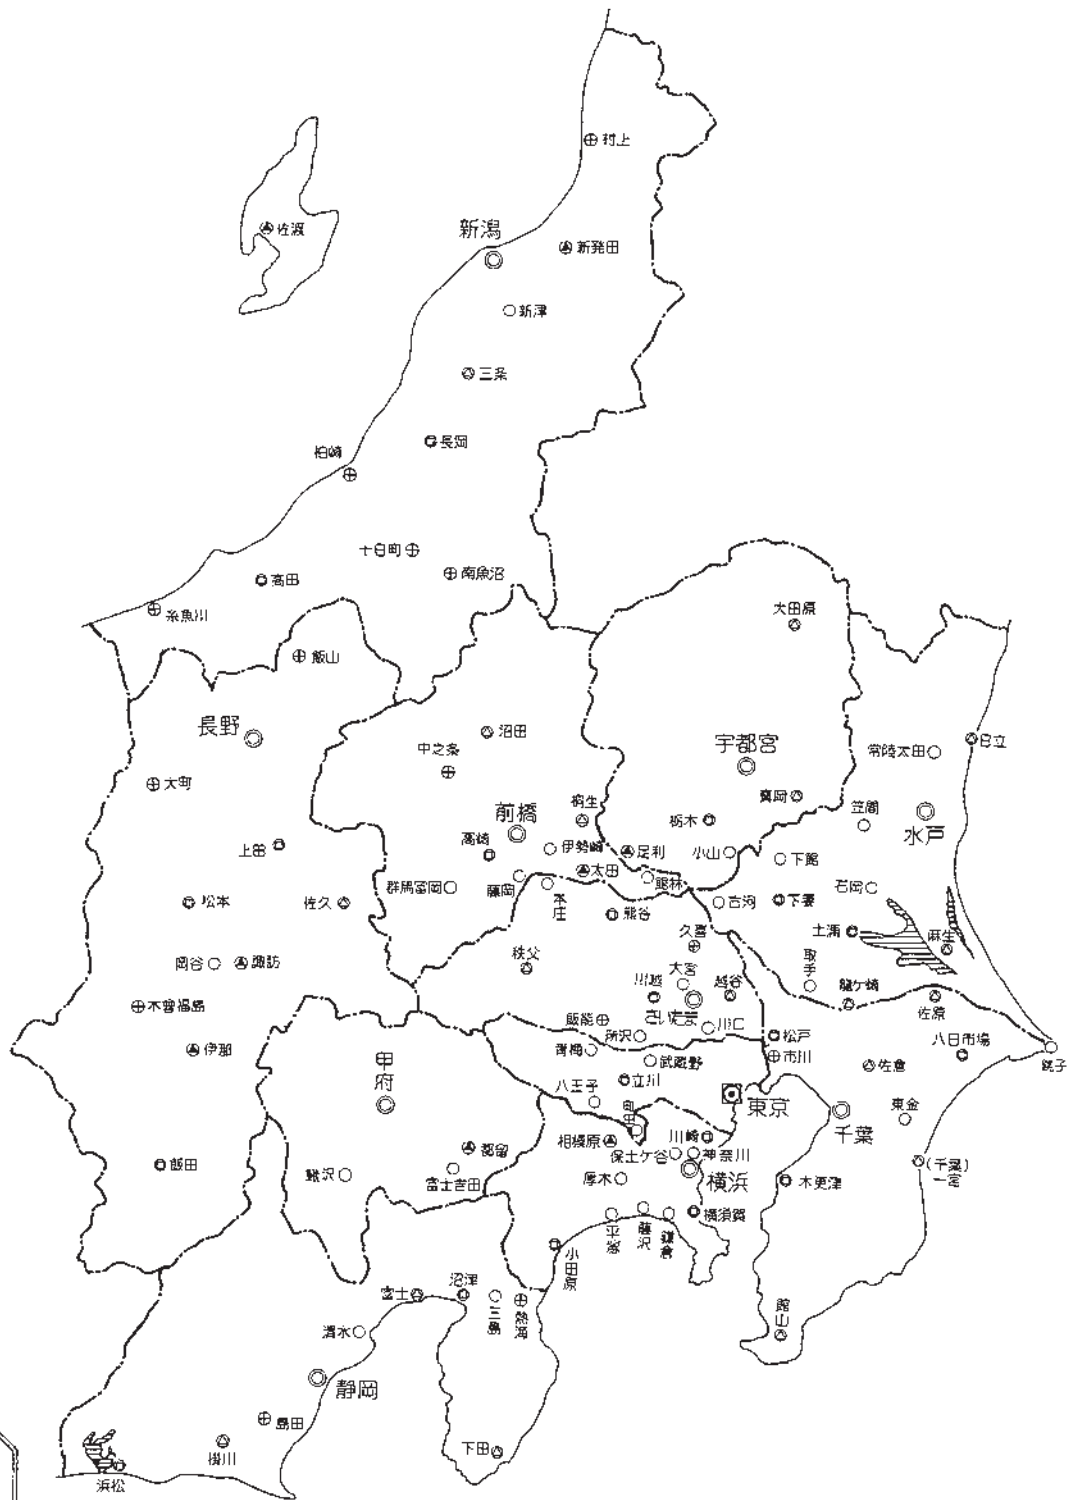 村上
佐渡
新潟
新発田
新津
三条
長岡
柏崎
十日町
南魚沼
高田
糸魚川
飯山
大田原
長野
沼田
中之条
宇都宮
常陸太田
日立
大町
真岡
笠間
桐生
前橋
栃木
水戸
高崎
伊勢崎
足利
小山
下館
上田
太田
館林
群馬富岡
藤岡
本庄
石岡
松本
佐久
熊谷
古河
下妻
土浦
麻生
久喜
秩父
岡谷
諏訪
大宮
取手
川越
越谷
龍ケ崎
佐原
木曽福島
飯能
さいたま
川口
所沢
松戸
八日市場
銚子
伊那
青梅
武蔵野
市川
佐倉
甲府
立川
八王子
東京
千葉
東金
町田
川崎
相模原
保土ケ谷
神奈川
都留
横浜
(千葉)
一宮
飯田
鰍沢
富士吉田
厚木
木更津
横須賀
平塚
藤沢
鎌倉
小田原
富士
沼津
三島
熱海
清水
館山
静岡
島田
掛川
下田
浜松